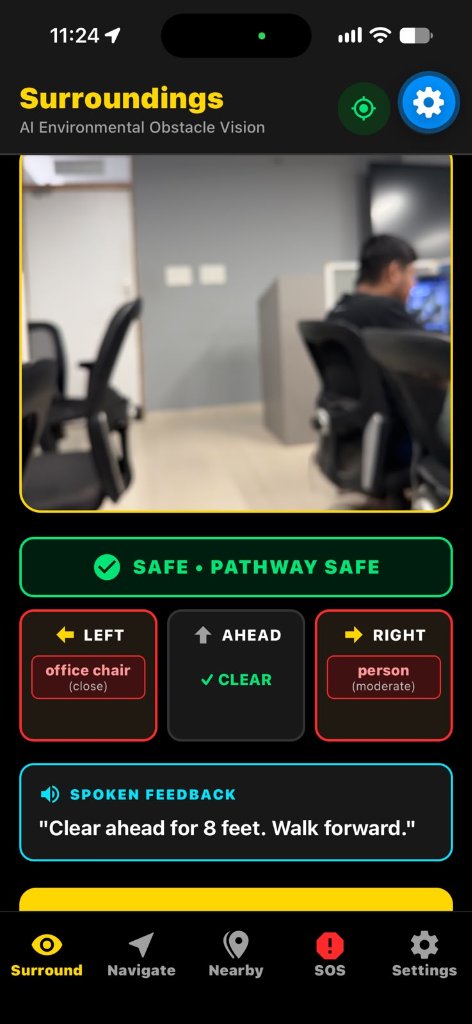 11:24
Surroundings
AI Environmental Obstacle Vision
SAFE • PATHWAY SAFE
LEFT
office chair
(close)
AHEAD
CLEAR
RIGHT
person
(moderate)
SPOKEN FEEDBACK
"Clear ahead for 8 feet. Walk forward."
Surround
Navigate
Nearby
SOS
Settings